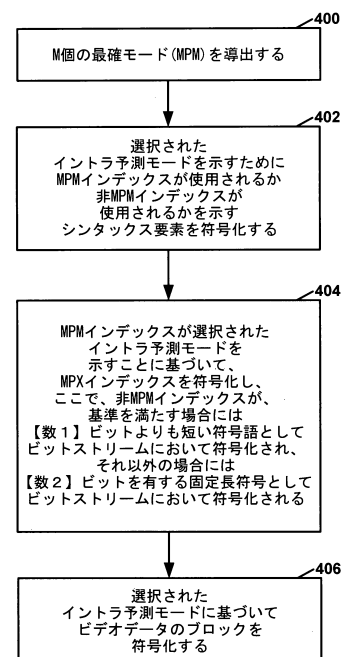 400
M個の最確モード(MPM)を導出する
402
選択された
イントラ予測モードを示すために
MPMインデックスが使用されるか
非MPMインデックスが
使用されるかを示す
シンタックス要素を符号化する
404
MPMインデックスが選択された
イントラ予測モードを
示すことに基づいて、
MPXインデックスを符号化し、
ここで、非MPMインデックスが、
基準を満たす場合には
【数1】ビットよりも短い符号語として
ビットストリームにおいて符号化され、
それ以外の場合には
【数2】ビットを有する固定長符号として
ビットストリームにおいて符号化される
406
選択された
イントラ予測モードに基づいて
ビデオデータのブロックを
符号化する